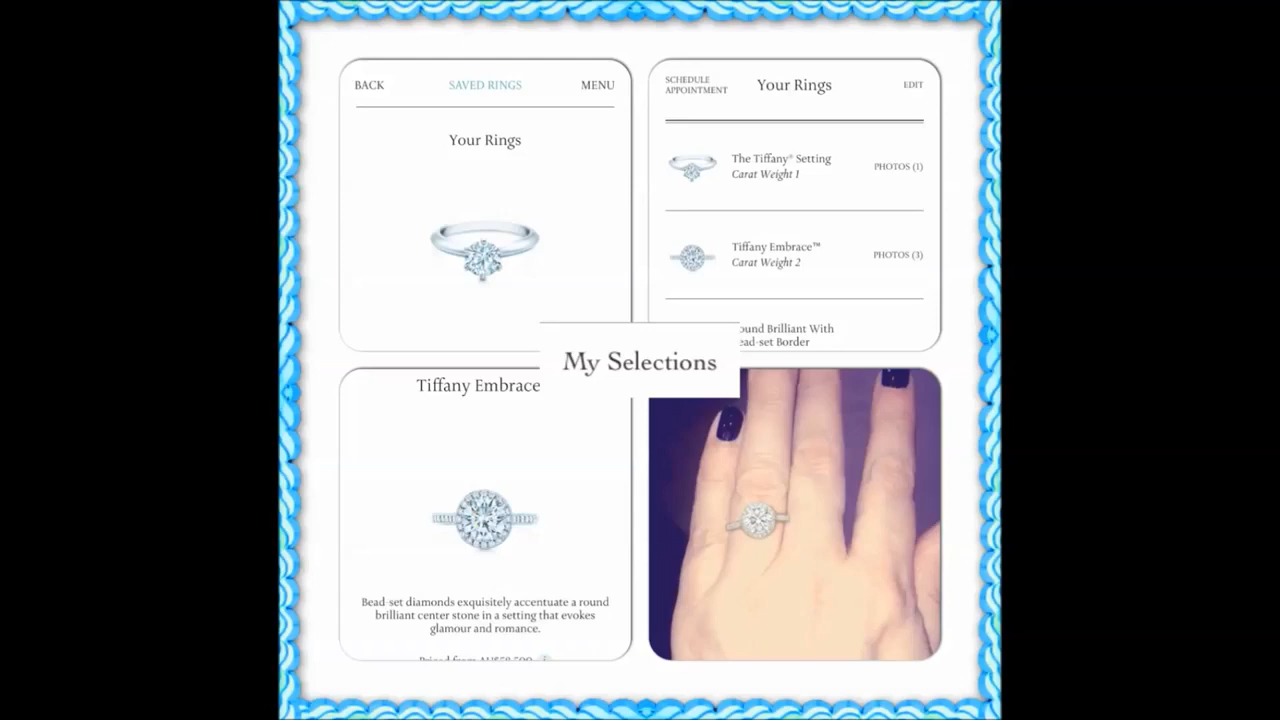 BACK
SAVED RINGS
MENU
Your Rings
SCHEDULE
APPOINTMENT
Your Rings
EDIT
The Tiffany® Setting
Carat Weight 1
PHOTOS (1)
Tiffany Embrace™
Carat Weight 2
PHOTOS (3)
ound Brilliant With
ead-set Border
My Selections
Tiffany Embrace
Bead-set diamonds exquisitely accentuate a round
brilliant center stone in a setting that evokes
glamour and romance.
Priced from